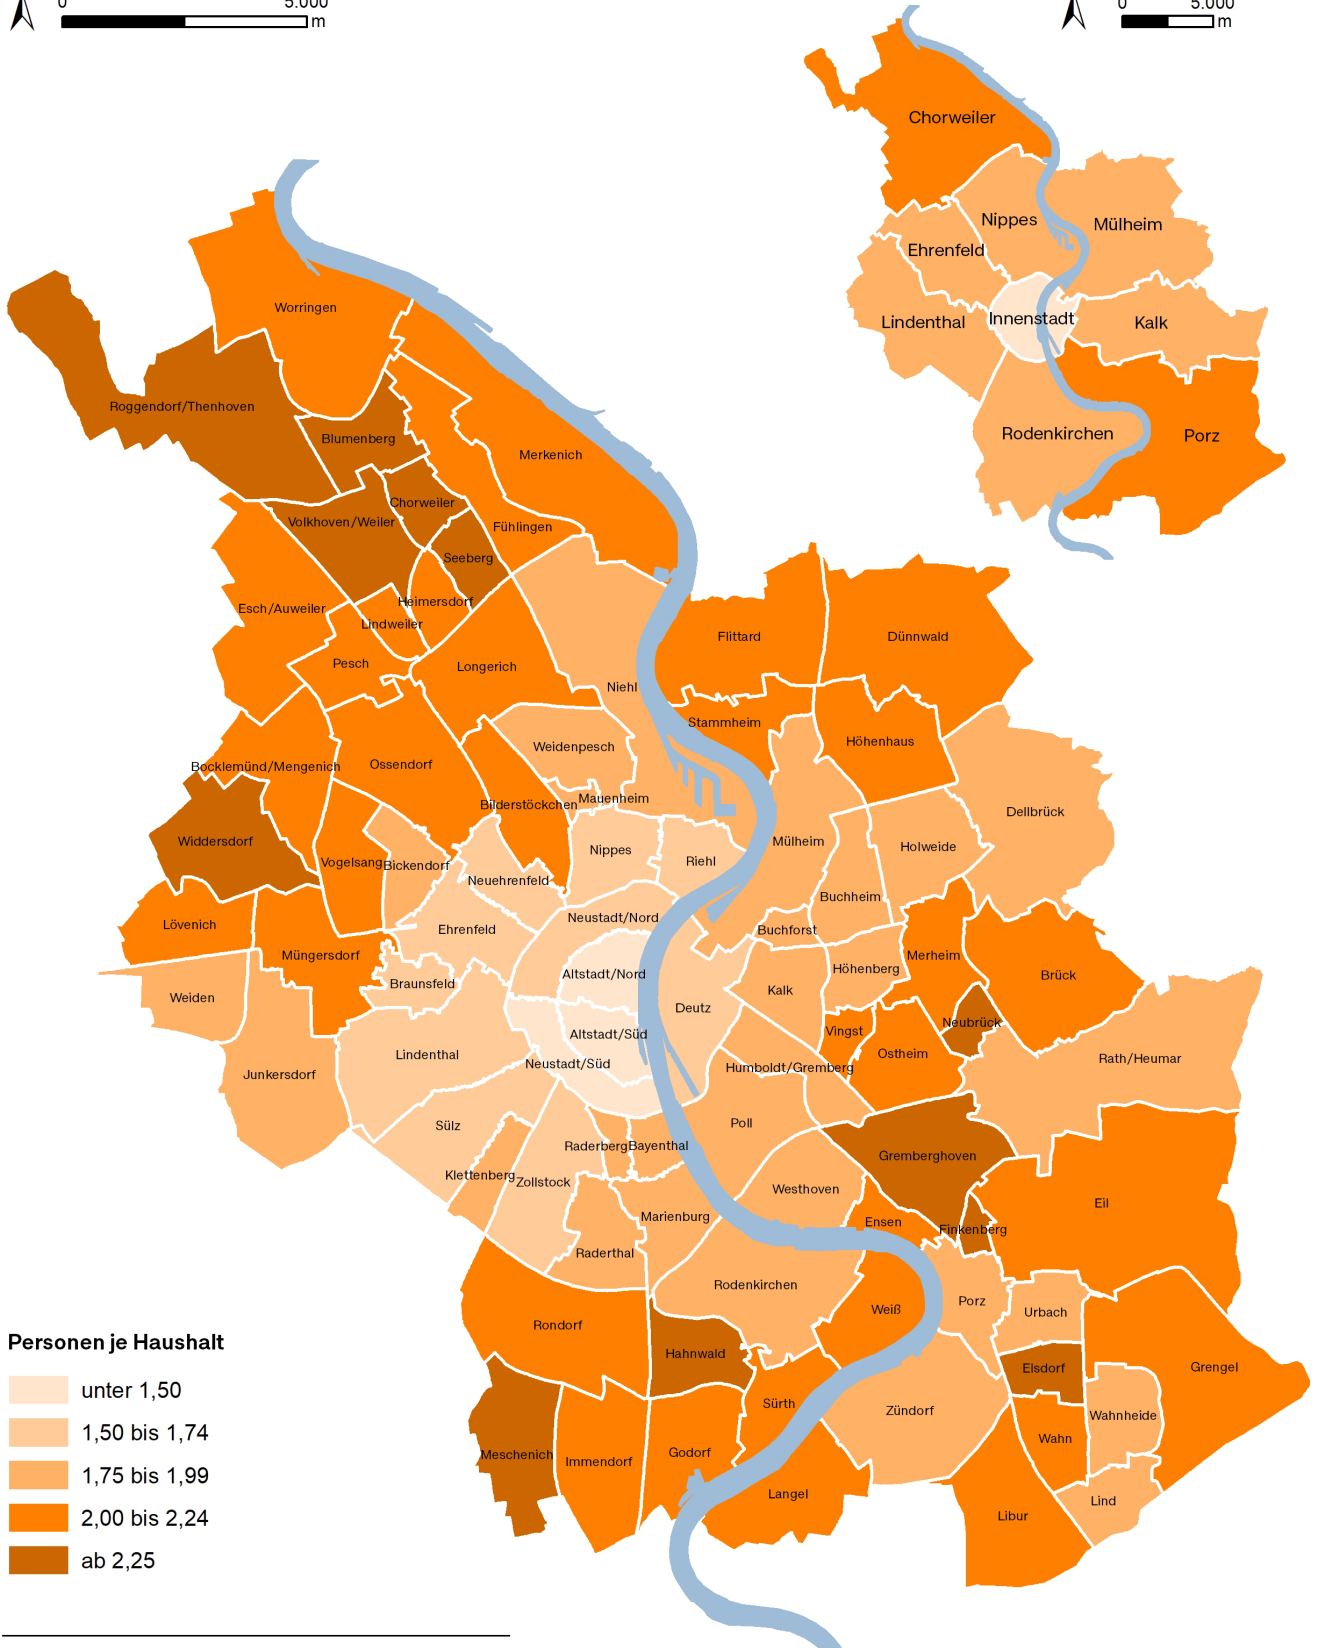 0 5.000 m
0 5.000 m
Chorweiler
Nippes
Mülheim
Ehrenfeld
Innenstadt
Lindenthal
Kalk
Rodenkirchen
Porz
Worringen
Roggendorf/Thenhoven
Blumenberg
Merkenich
Chorweiler
Volkhoven/Weiler
Fühlingen
Seeberg
Heimersdorf
Esch/Auweiler
Lindweiler
Pesch
Longerich
Flittard
Dünnwald
Niehl
Stammheim
Höhenhaus
Weidenpesch
Bocklemünd/Mengenich
Ossendorf
Mauenheim
Bilderstöckchen
Dellbrück
Widdersdorf
Mülheim
Holweide
Nippes
Riehl
Vogelsang
Bickendorf
Neuehrenfeld
Buchheim
Neustadt/Nord
Lövenich
Ehrenfeld
Buchforst
Müngersdorf
Merheim
Höhenberg
Altstadt/Nord
Brück
Braunsfeld
Kalk
Weiden
Deutz
Neubrück
Altstadt/Süd
Vingst
Lindenthal
Ostheim
Rath/Heumar
Neustadt/Süd
Humboldt/Gremberg
Junkersdorf
Poll
Sülz
Raderberg
Bayenthal
Gremberghoven
Klettenberg
Zollstock
Westhoven
Eil
Marienburg
Ensen
Finkenberg
Raderthal
Rodenkirchen
Porz
Weiß
Urbach
Rondorf
Hahnwald
Elsdorf
Grengel
Sürth
Zündorf
Wahnheide
Wahn
Meschenich
Immendorf
Godorf
Langel
Lind
Libur
Personen je Haushalt
unter 1,50
1,50 bis 1,74
1,75 bis 1,99
2,00 bis 2,24
ab 2,25